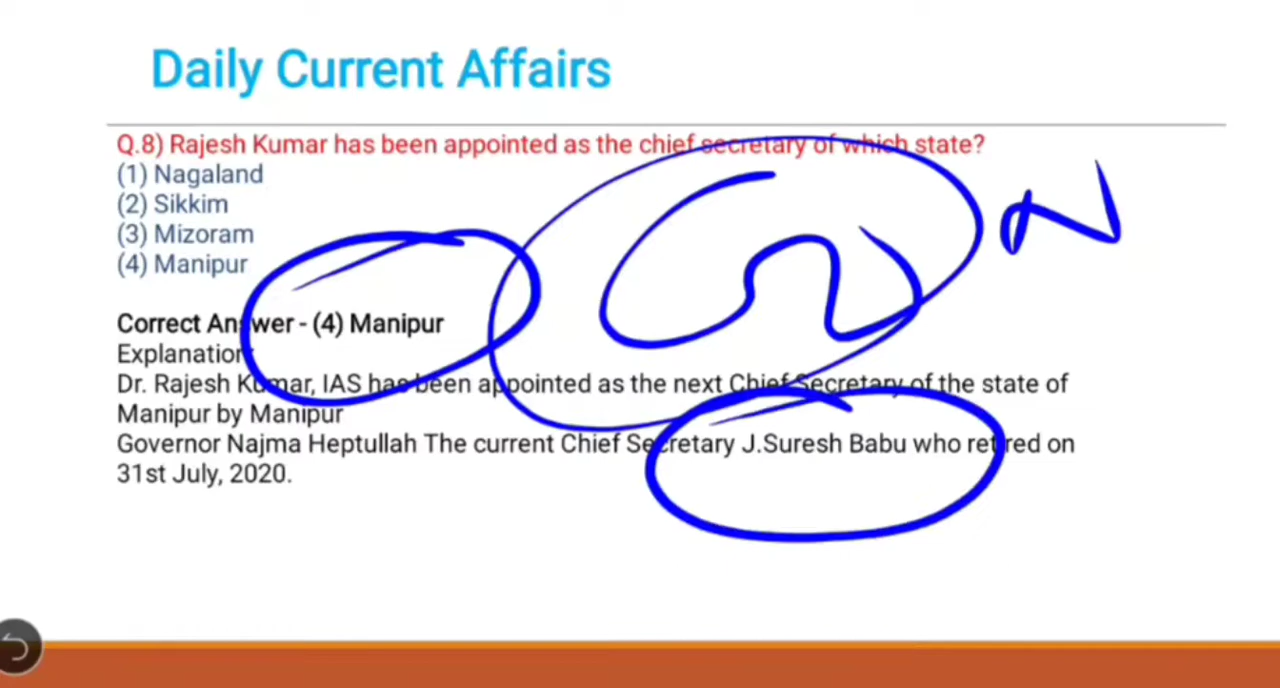 Daily Current Affairs
Q.8) Rajesh Kumar has been appointed as the chief secretary of which state?
(1) Nagaland
(2) Sikkim
(3) Mizoram
(4) Manipur
Correct Answer - (4) Manipur
Explanation:
Dr. Rajesh Kumar, IAS has been appointed as the next Chief Secretary of the state of
Manipur by Manipur
Governor Najma Heptullah The current Chief Secretary J.Suresh Babu who retired on
31st July, 2020.